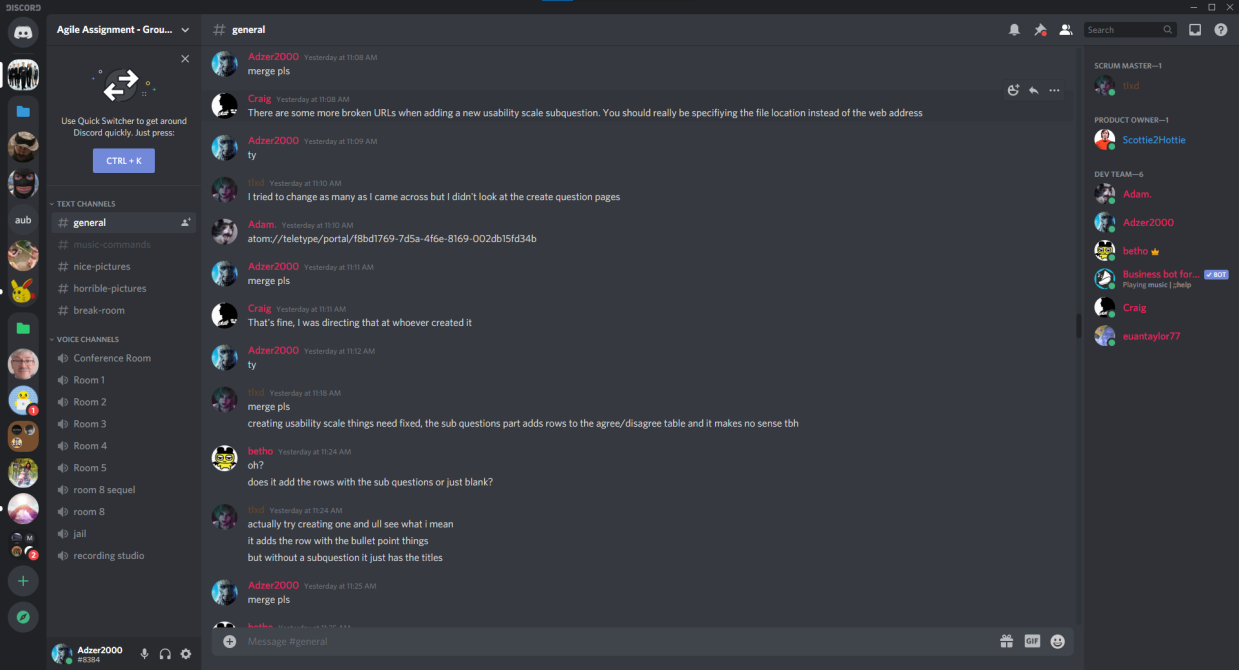 DISCORD
Agile Assignment - Grou...
# general
Search
Use Quick Switcher to get around
Discord quickly. Just press:
CTRL + K
TEXT CHANNELS
# general
# music-commands
# nice-pictures
# horrible-pictures
# break-room
VOICE CHANNELS
Conference Room
Room 1
Room 2
Room 3
Room 4
Room 5
room 8 sequel
room 8
jail
recording studio
aub
1
M
2
Adzer2000
#8384
Adzer2000 Yesterday at 11:08 AM
merge pls
Craig Yesterday at 11:08 AM
There are some more broken URLs when adding a new usability scale subquestion. You should really be specifiying the file location instead of the web address
Adzer2000 Yesterday at 11:09 AM
ty
tlxd Yesterday at 11:10 AM
I tried to change as many as I came across but I didn't look at the create question pages
Adam. Yesterday at 11:10 AM
atom://teletype/portal/f8bd1769-7d5a-4f6e-8169-002db15fd34b
Adzer2000 Yesterday at 11:11 AM
merge pls
Craig Yesterday at 11:11 AM
That's fine, I was directing that at whoever created it
Adzer2000 Yesterday at 11:12 AM
ty
tlxd Yesterday at 11:18 AM
merge pls
creating usability scale things need fixed, the sub questions part adds rows to the agree/disagree table and it makes no sense tbh
betho Yesterday at 11:24 AM
oh?
does it add the rows with the sub questions or just blank?
tlxd Yesterday at 11:24 AM
actually try creating one and ull see what i mean
it adds the row with the bullet point things
but without a subquestion it just has the titles
Adzer2000 Yesterday at 11:25 AM
merge pls
betho Yesterday at 11:25 AM
Message #general
GIF
SCRUM MASTER—1
tlxd
PRODUCT OWNER—1
Scottie2Hottie
DEV TEAM—6
Adam.
Adzer2000
betho
Business bot for... BOT
Playing music | ;;help
Craig
euantaylor77